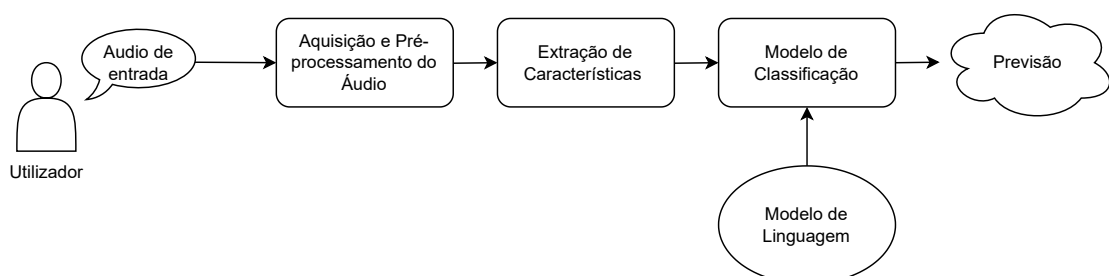 Audio de
entrada
Utilizador
Aquisição e Pré-
processamento do
Áudio
Extração de
Características
Modelo de
Classificação
Previsão
Modelo de
Linguagem